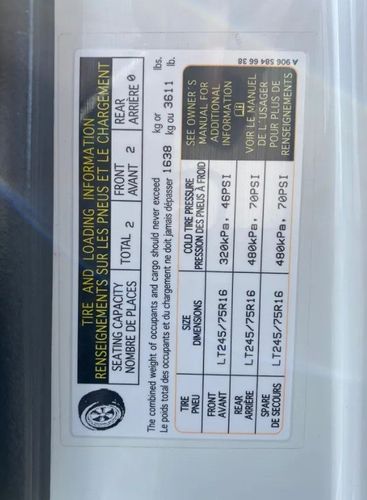 TIRE AND LOADING INFORMATION
RENSEIGNEMENTS SUR LES PNEUS ET LE CHARGEMENT
SEATING CAPACITY
NOMBRE DE PLACES
TOTAL 2
FRONT
AVANT 2
REAR
ARRIÈRE 0
The combined weight of occupants and cargo should never exceed
Le poids total des occupants et du chargement ne doit jamais dépasser
1638
kg or
kg ou
3611
lbs.
lb.
TIRE
PNEU
SIZE
DIMENSIONS
COLD TIRE PRESSURE
PRESSION DES PNEUS À FROID
FRONT
AVANT
LT245/75R16
320kPa, 46PSI
REAR
ARRIÈRE
LT245/75R16
480kPa, 70PSI
SPARE
DE SECOURS
LT245/75R16
480kPa, 70PSI
SEE OWNER'S
MANUAL FOR
ADDITIONAL
INFORMATION
VOIR LE MANUEL
DE L'USAGER
POUR PLUS DE
RENSEIGNEMENTS
A 906 584 66 38